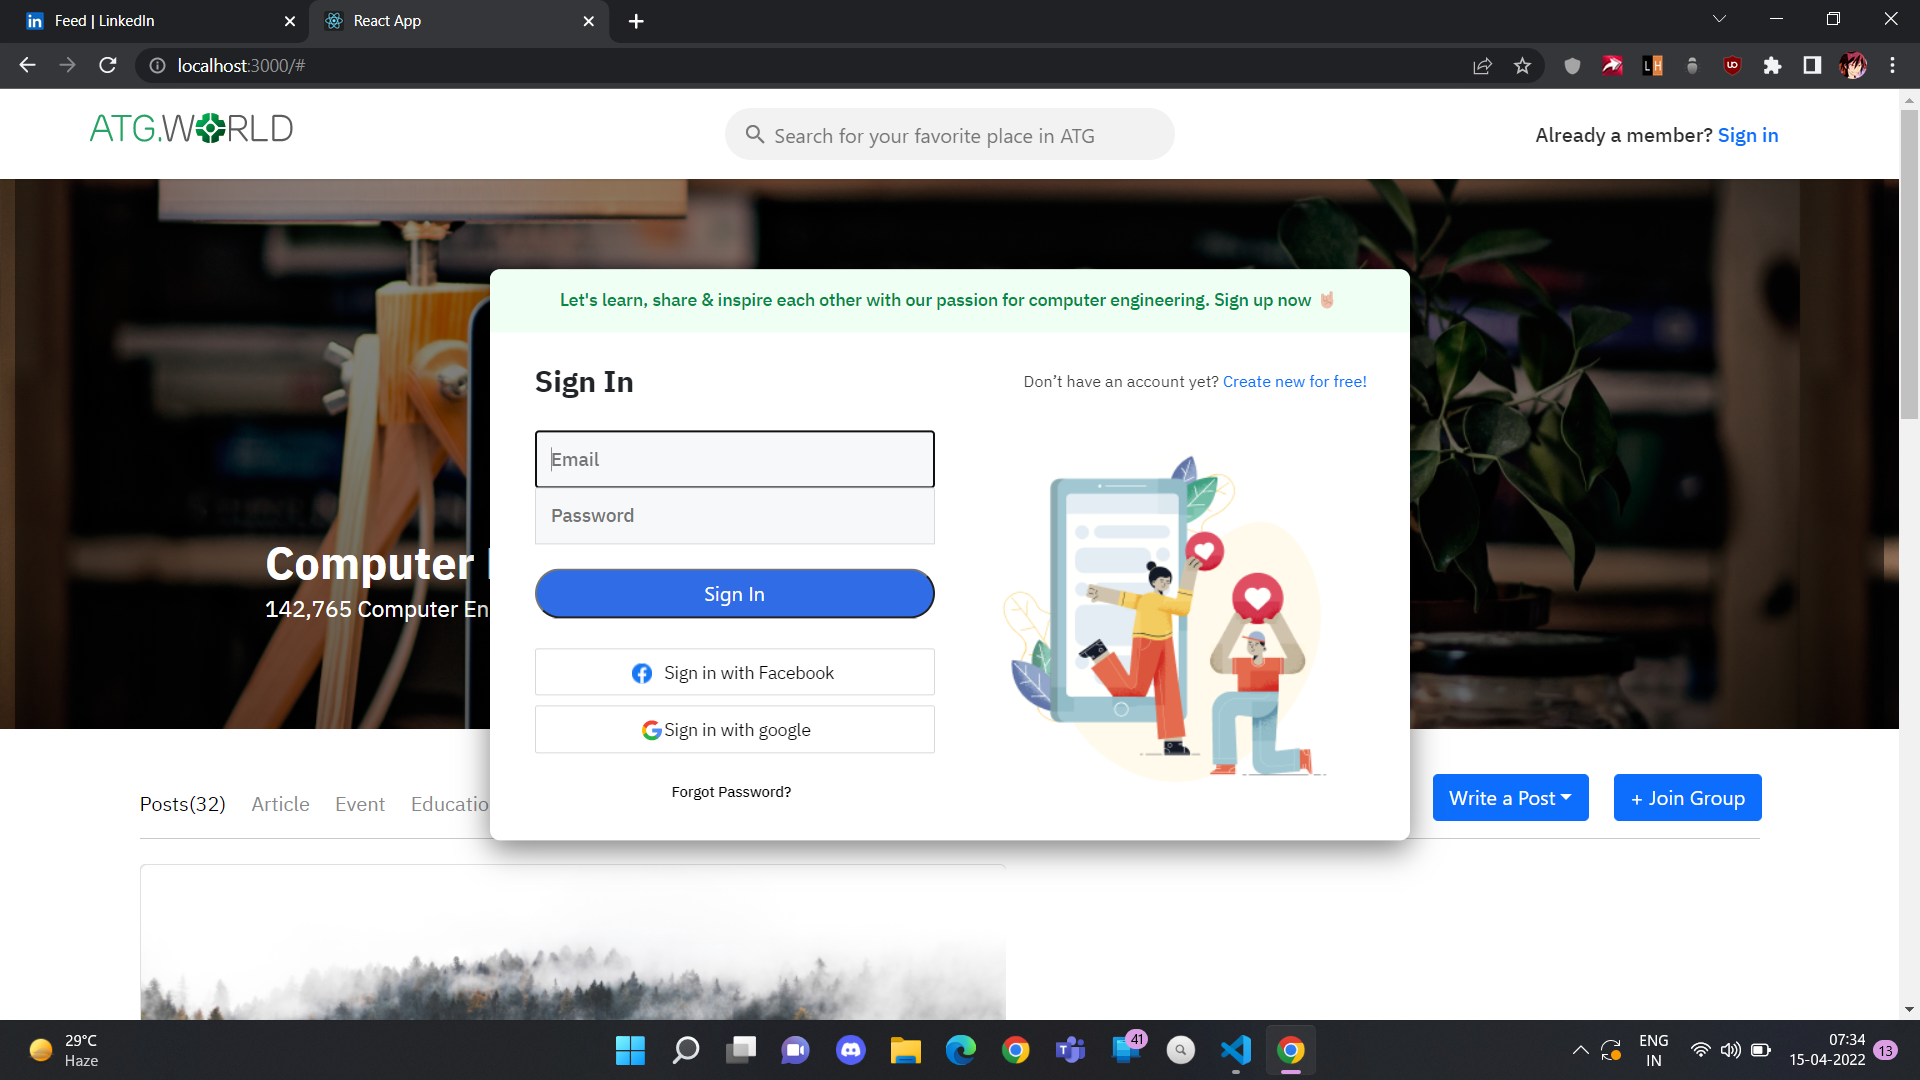 Feed | LinkedIn
React App
localhost:3000/#
ATG.WORLD
Search for your favorite place in ATG
Already a member? Sign in
Let's learn, share & inspire each other with our passion for computer engineering. Sign up now 🤘🏼
Sign In
Don’t have an account yet? Create new for free!
Email
Password
Computer
142,765 Computer En
Sign In
Sign in with Facebook
Sign in with google
Forgot Password?
Posts(32)
Article
Event
Educatio
Write a Post
+ Join Group
29°C
Haze
41
ENG
IN
07:34
15-04-2022
13